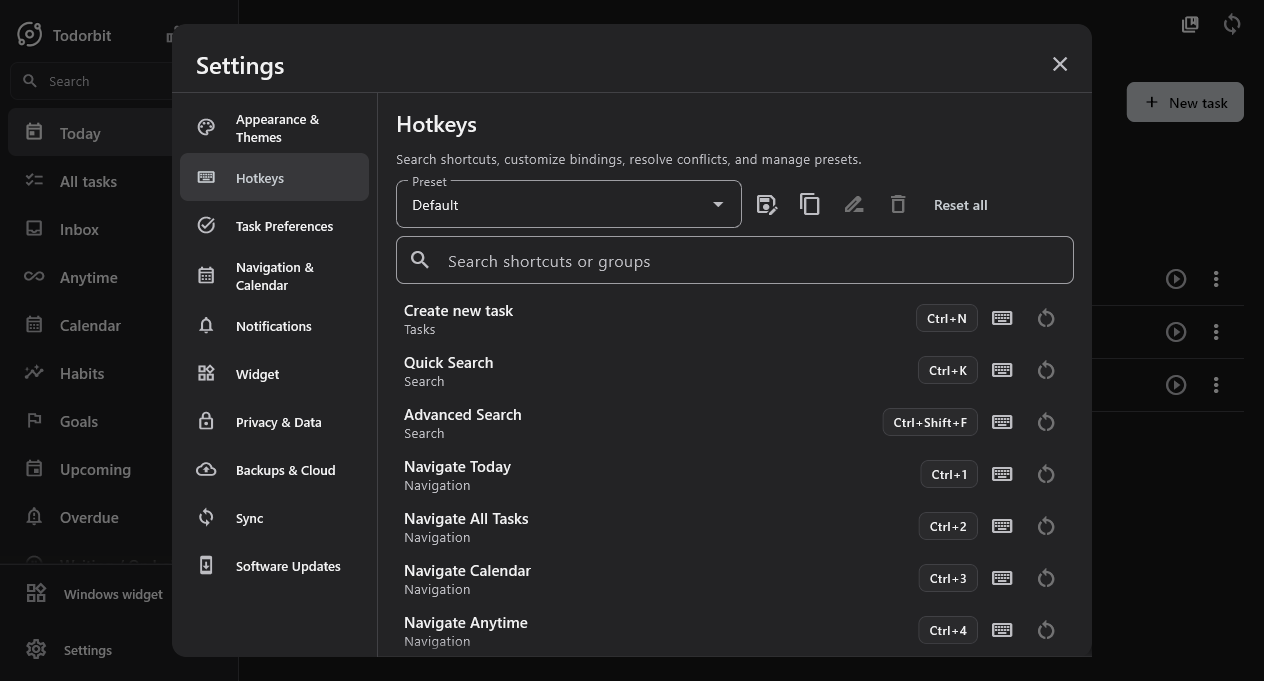 Todorbit
Search
Today
All tasks
Inbox
Anytime
Calendar
Habits
Goals
Upcoming
Overdue
Windows widget
Settings
New task
Settings
Appearance &
Themes
Hotkeys
Task Preferences
Navigation &
Calendar
Notifications
Widget
Privacy & Data
Backups & Cloud
Sync
Software Updates
Hotkeys
Search shortcuts, customize bindings, resolve conflicts, and manage presets.
Preset
Default
Reset all
Search shortcuts or groups
Create new task
Tasks
Ctrl+N
Quick Search
Search
Ctrl+K
Advanced Search
Search
Ctrl+Shift+F
Navigate Today
Navigation
Ctrl+1
Navigate All Tasks
Navigation
Ctrl+2
Navigate Calendar
Navigation
Ctrl+3
Navigate Anytime
Navigation
Ctrl+4